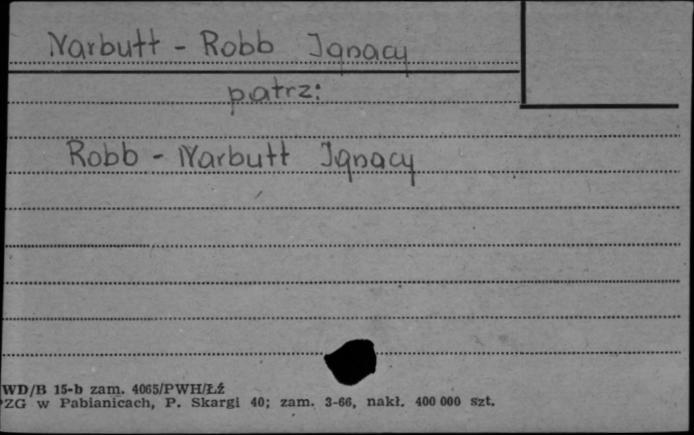 Narbutt - Robb Ignacy
patrz:
Robb - Narbutt Ignacy
WD/B 15-b zam. 4065/PWH/Łź
PZG w Pabianicach, P. Skargi 40; zam. 3-66, nakł. 400 000 szt.